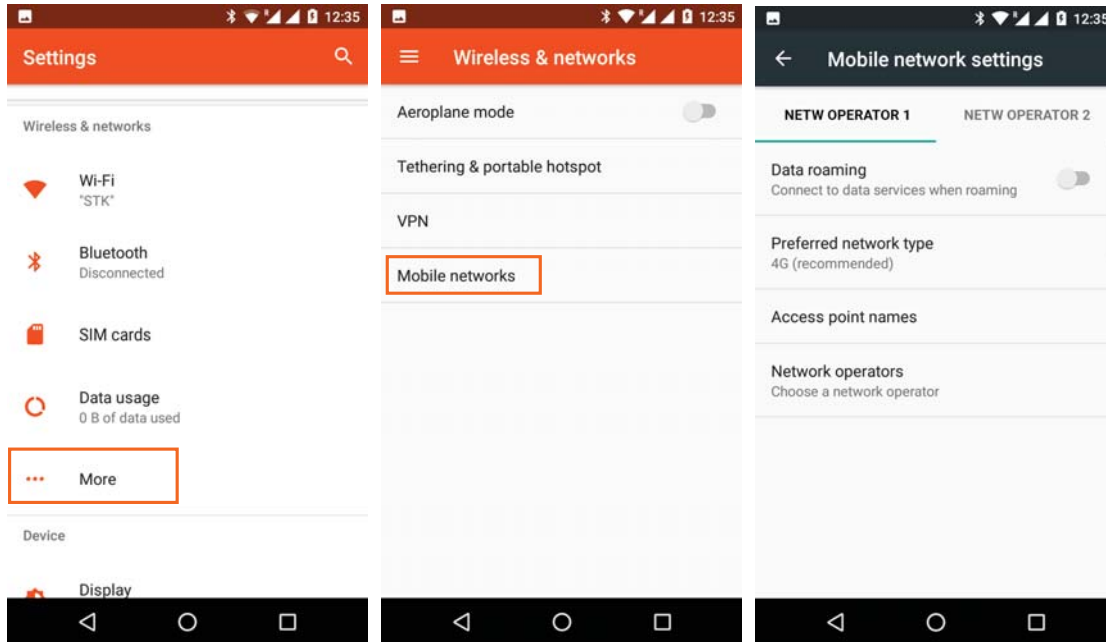 12:35
Settings
Wireless & networks
Wi-Fi
"STK"
Bluetooth
Disconnected
SIM cards
Data usage
0 B of data used
More
Device
Display
12:35
Wireless & networks
Aeroplane mode
Tethering & portable hotspot
VPN
Mobile networks
12:35
Mobile network settings
NETW OPERATOR 1 NETW OPERATOR 2
Data roaming
Connect to data services when roaming
Preferred network type
4G (recommended)
Access point names
Network operators
Choose a network operator